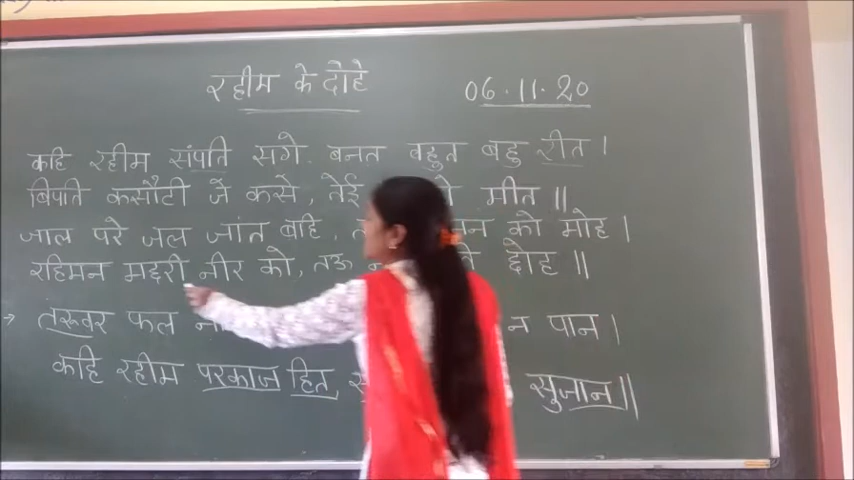 रहीम के दोहे
06.11.20
कहि रहीम संपति सगे बनत बहुत बहु रीत ।
बिपति कसौटी जे कसे, तेई मीत ॥
जाल परे जल जात बहि, को मोह ।
रहिमन मछरी नीर को, तऊ छोह ॥
तरूवर फल न पान ।
कहि रहीम परकाज हित सुजान ॥